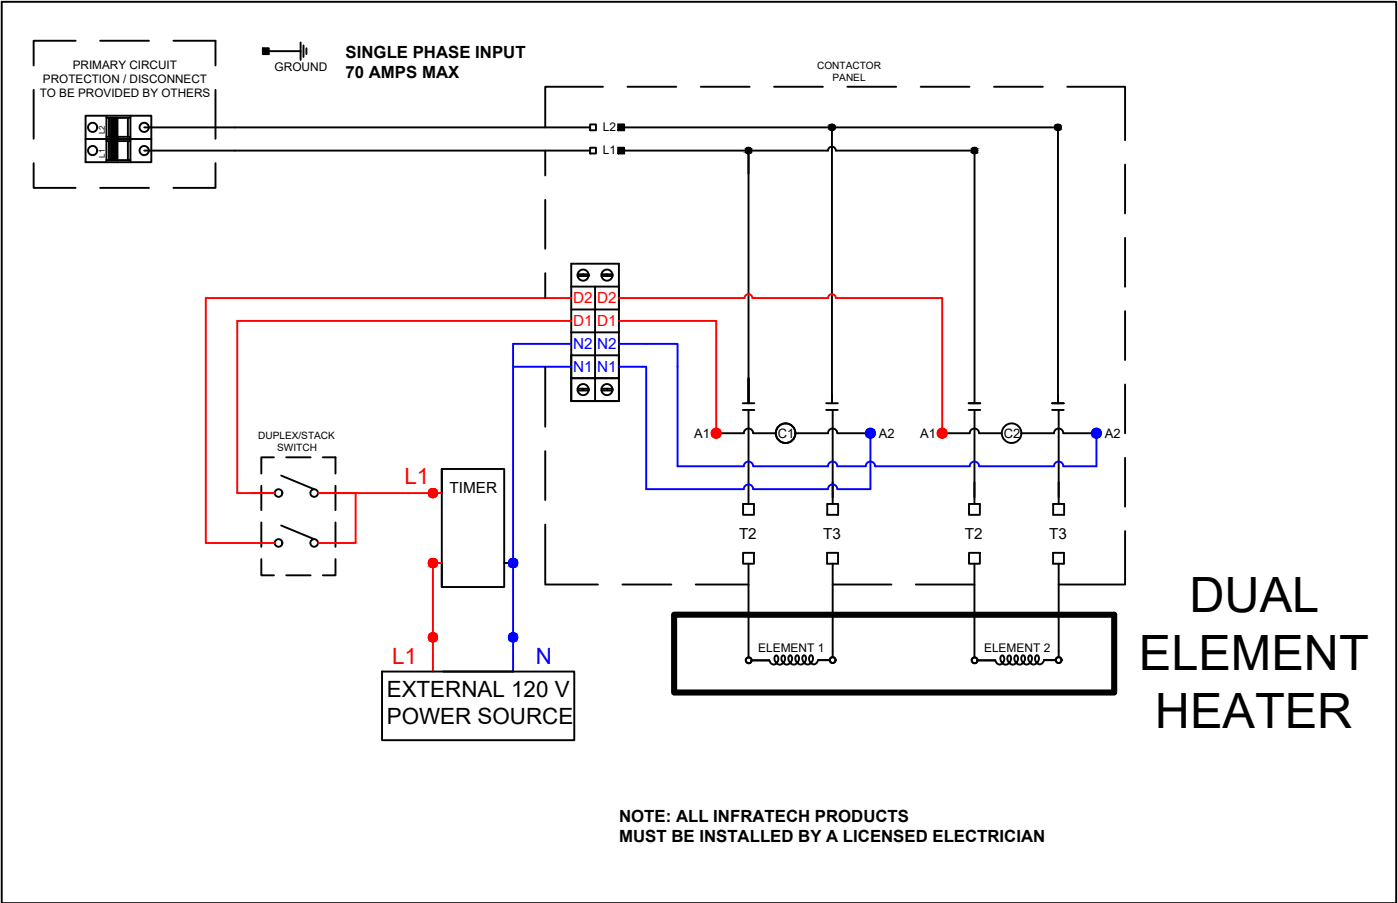 PRIMARY CIRCUIT
PROTECTION / DISCONNECT
TO BE PROVIDED BY OTHERS
L2
L1
GROUND
SINGLE PHASE INPUT
70 AMPS MAX
CONTACTOR
PANEL
L2
L1
D2 D2
D1 D1
N2 N2
N1 N1
A1 C1 A2
A1 C2 A2
DUPLEX/STACK
SWITCH
L1
TIMER
T2 T3 T2 T3
L1 N
EXTERNAL 120 V
POWER SOURCE
ELEMENT 1
ELEMENT 2
DUAL
ELEMENT
HEATER
NOTE: ALL INFRATECH PRODUCTS
MUST BE INSTALLED BY A LICENSED ELECTRICIAN